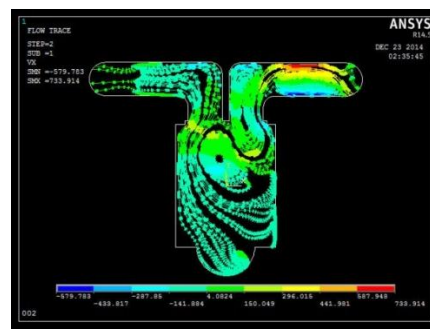 1
FLOW TRACE
STEP=2
SUB =1
VX
SMN =-579.783
SMX =733.914
ANSYS
R14.5
DEC 23 2014
02:35:45
-579.783
-433.817
-287.85
-141.884
4.0824
150.049
296.015
441.981
587.948
733.914
002